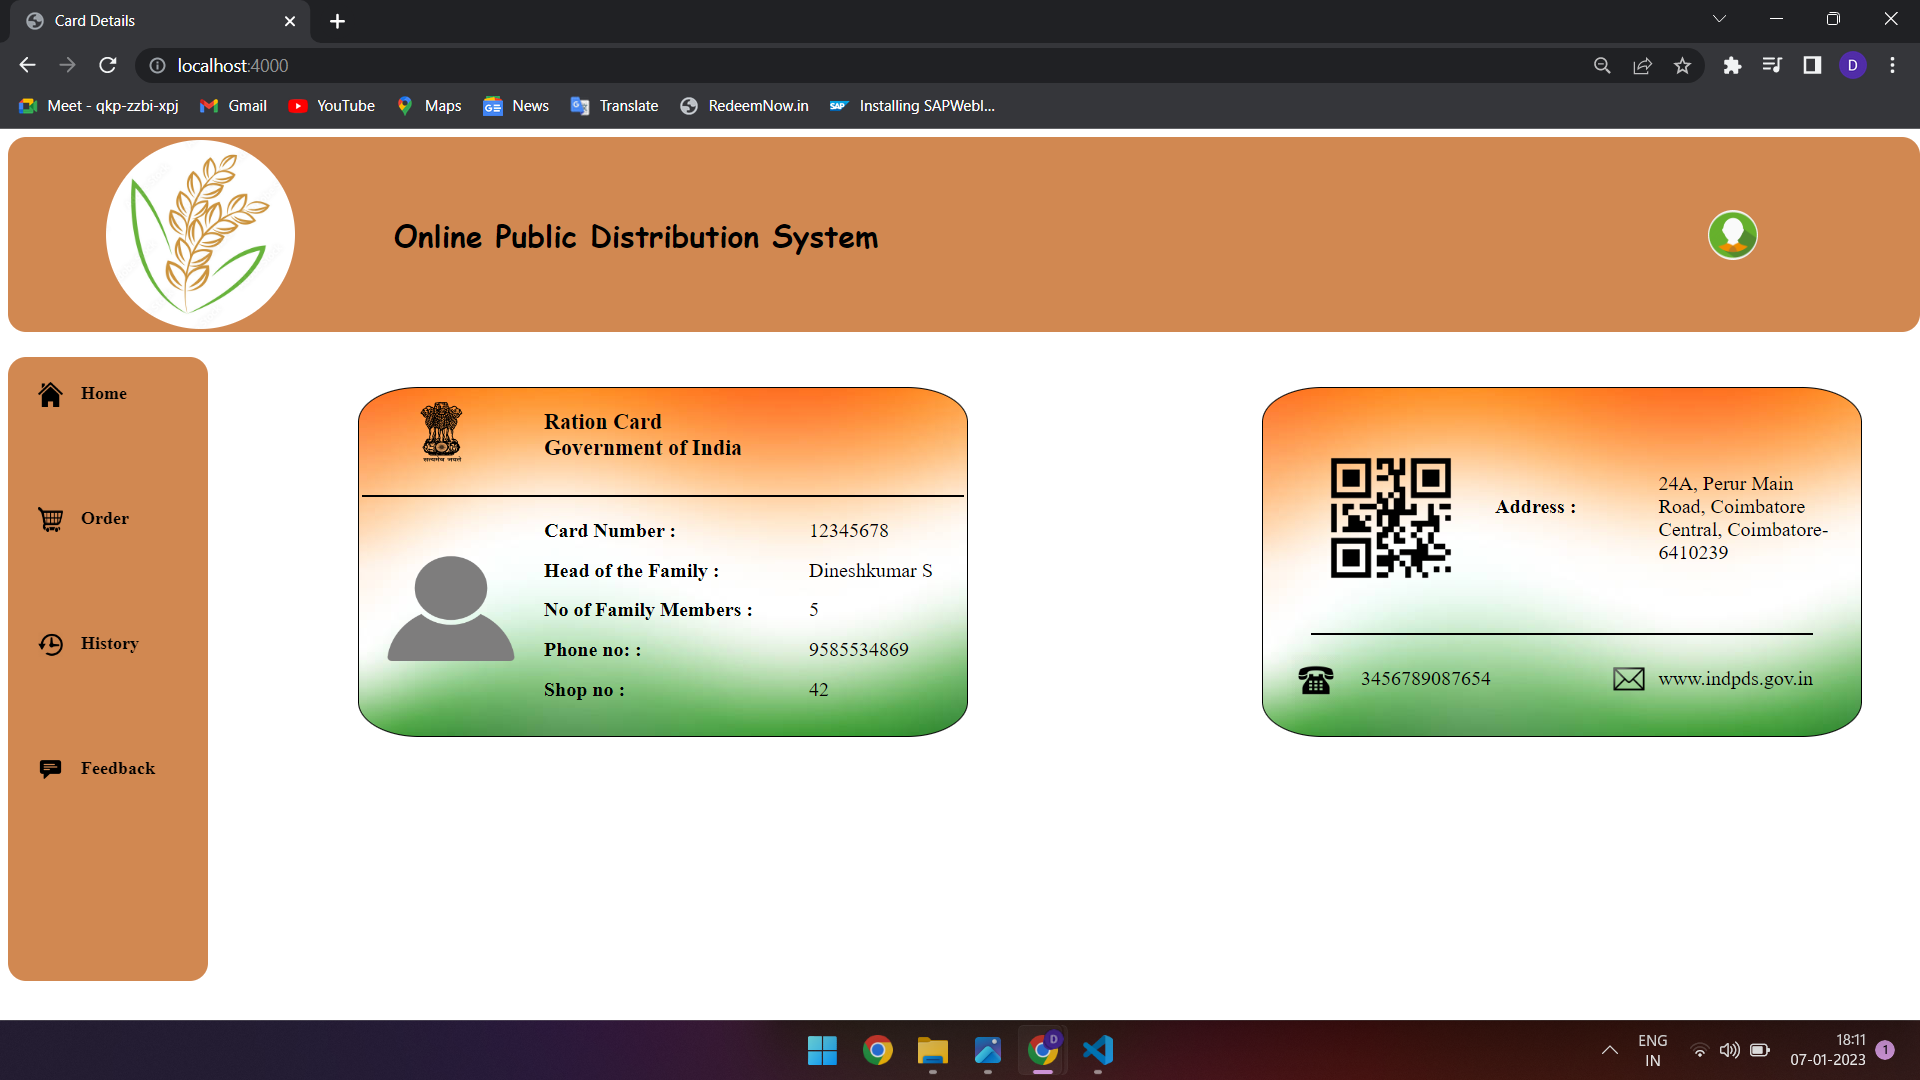 Card Details
localhost:4000
Meet - qkp-zzbi-xpj
Gmail
YouTube
Maps
News
Translate
RedeemNow.in
Installing SAPWebl...
Online Public Distribution System
Home
Order
History
Feedback
सत्यमेव जयते
Ration Card
Government of India
Card Number : 12345678
Head of the Family : Dineshkumar S
No of Family Members : 5
Phone no: : 9585534869
Shop no : 42
Address :
24A, Perur Main
Road, Coimbatore
Central, Coimbatore-
6410239
3456789087654
www.indpds.gov.in
D
D
ENG
IN
18:11
07-01-2023
1